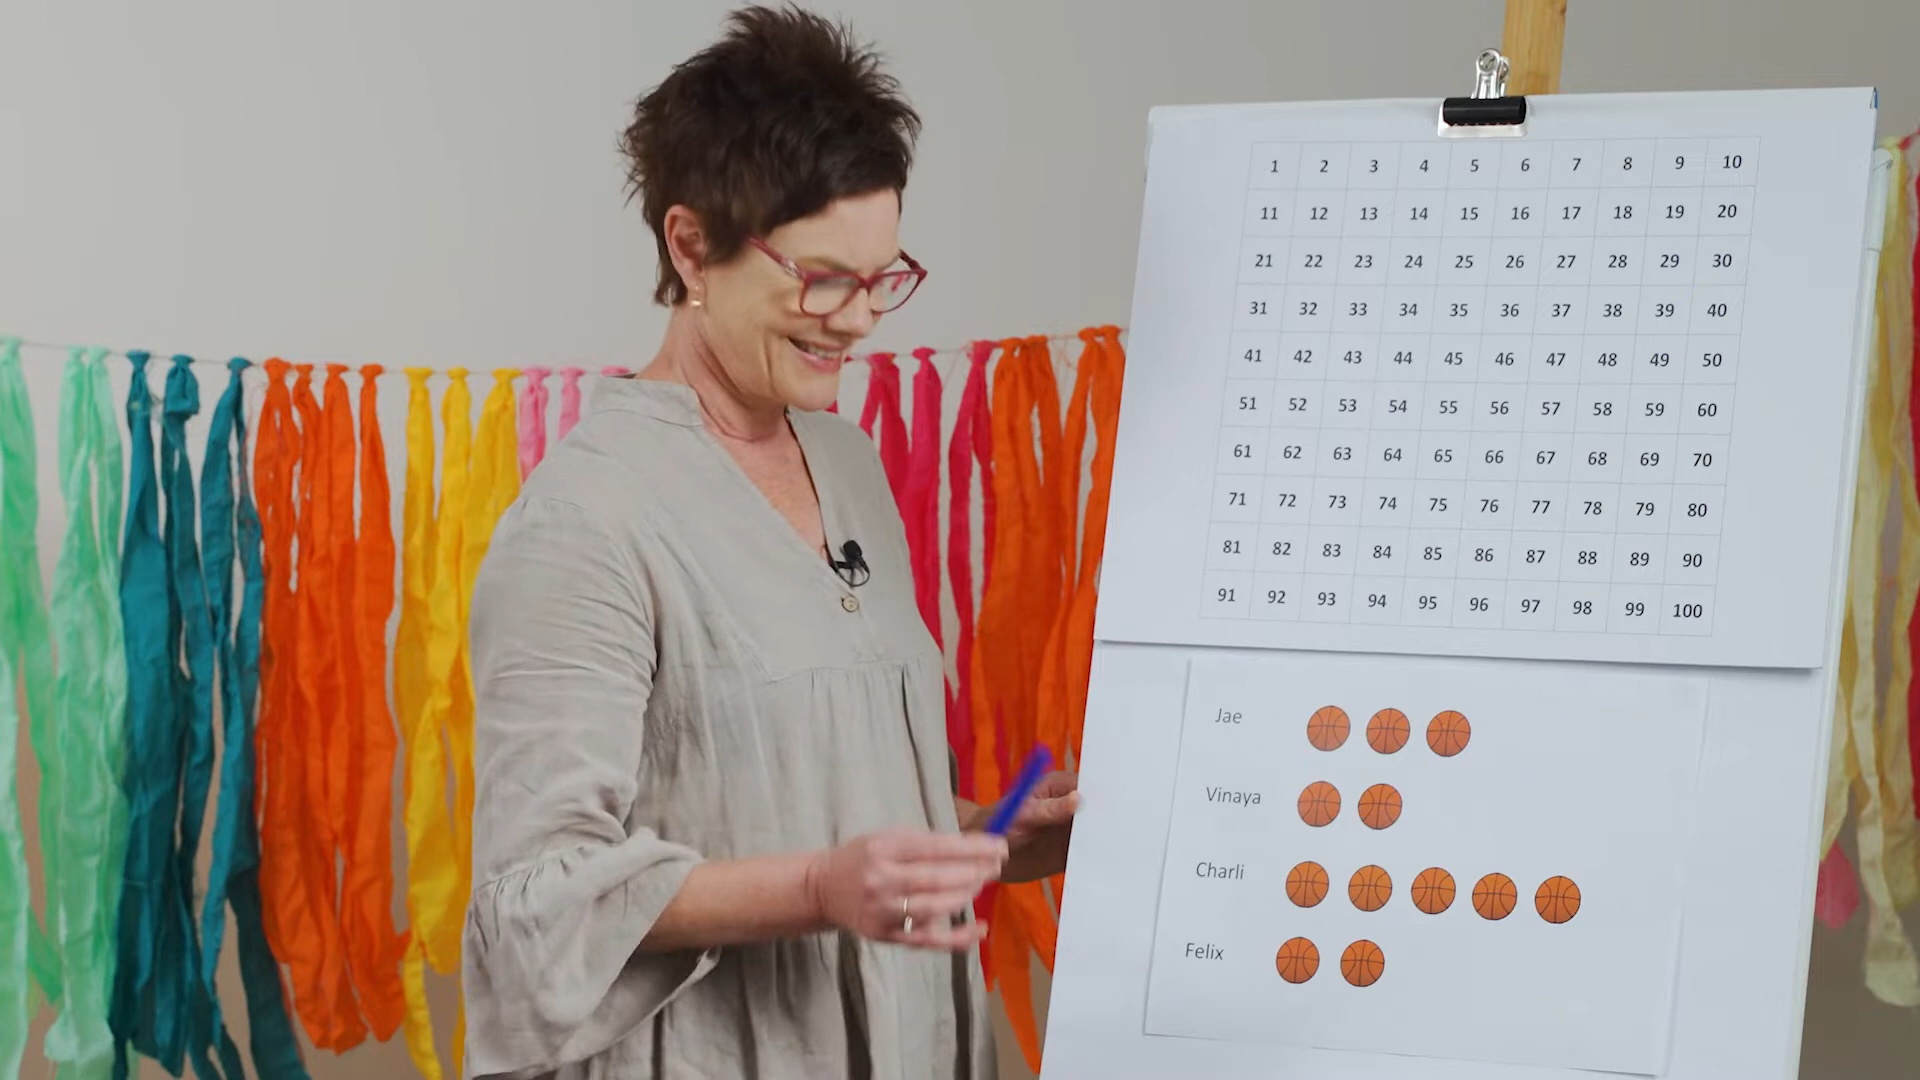 1 2 3 4 5 6 7 8 9 10
11 12 13 14 15 16 17 18 19 20
21 22 23 24 25 26 27 28 29 30
31 32 33 34 35 36 37 38 39 40
41 42 43 44 45 46 47 48 49 50
51 52 53 54 55 56 57 58 59 60
61 62 63 64 65 66 67 68 69 70
71 72 73 74 75 76 77 78 79 80
81 82 83 84 85 86 87 88 89 90
91 92 93 94 95 96 97 98 99 100
Jae
Vinaya
Charli
Felix